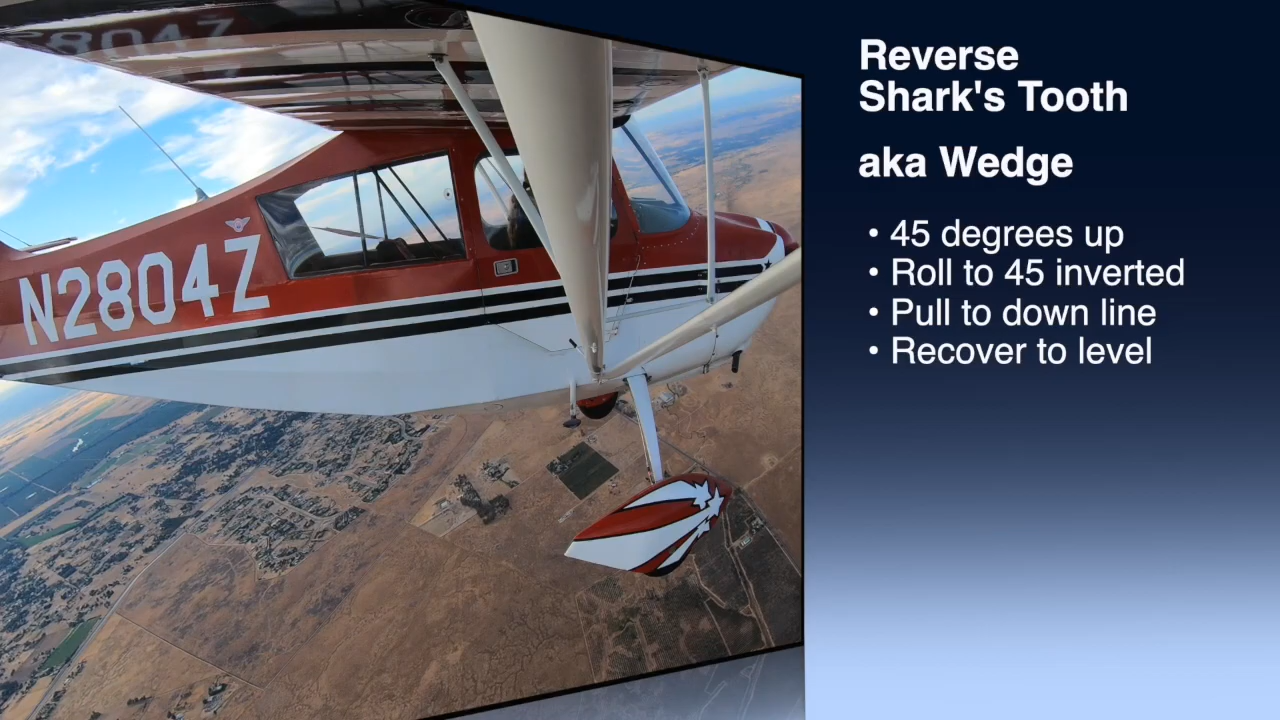 Reverse
Shark's Tooth
aka Wedge
• 45 degrees up
• Roll to 45 inverted
• Pull to down line
• Recover to level
2804Z
N2804Z